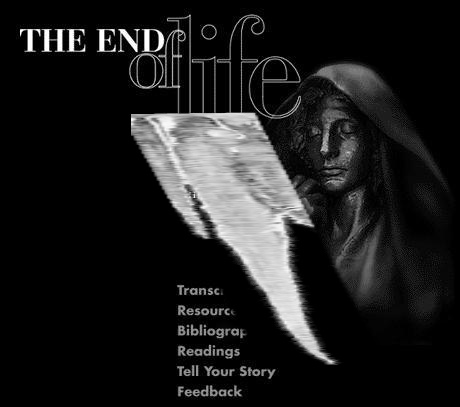 THE END
of life
Transc
Resourc
Bibliograp
Readings
Tell Your Story
Feedback